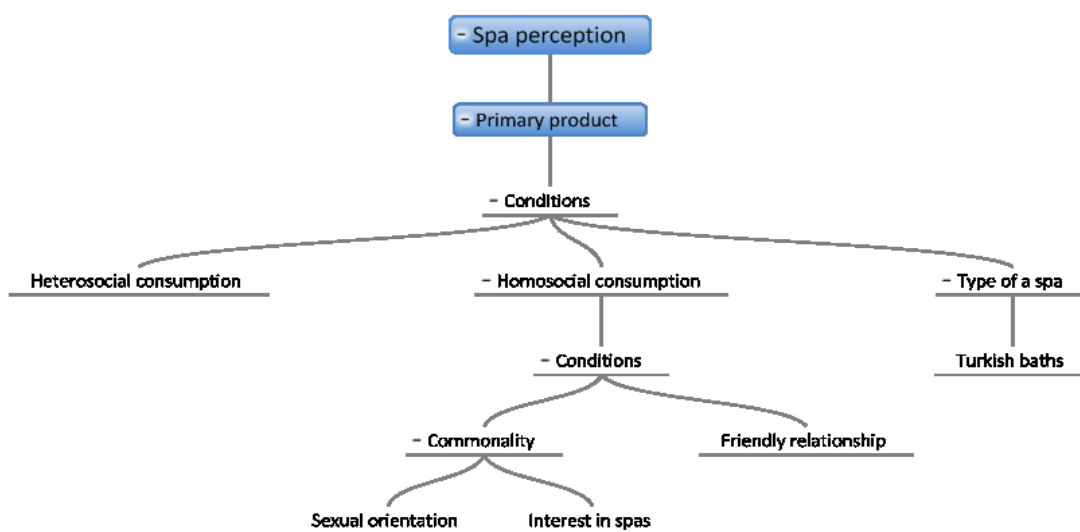 - Spa perception
- Primary product
- Conditions
Heterosocial consumption
- Homosocial consumption
- Type of a spa
- Conditions
Turkish baths
- Commonality
Friendly relationship
Sexual orientation
Interest in spas